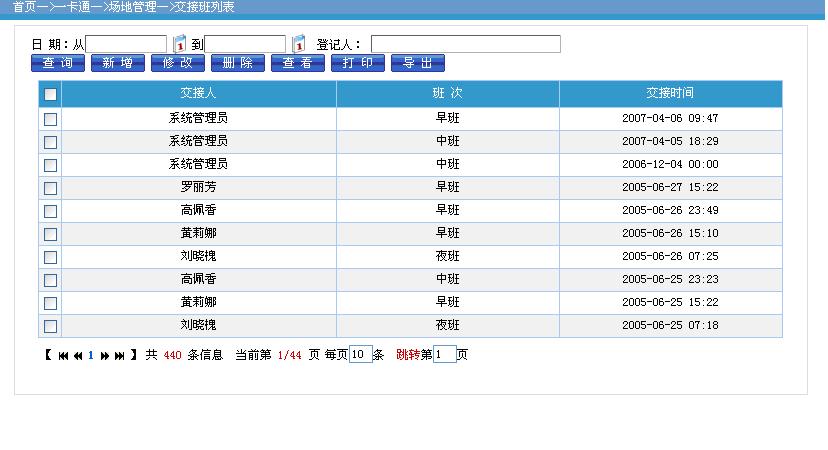 首页—>一卡通—>场地管理—>交接班列表
日 期：从 到 登记人：
查 询 新 增 修 改 删 除 查 看 打 印 导 出
交接人 班 次 交接时间
系统管理员 早班 2007-04-06 09:47
系统管理员 中班 2007-04-05 18:29
系统管理员 中班 2006-12-04 00:00
罗丽芳 早班 2005-06-27 15:22
高佩香 早班 2005-06-26 23:49
黄莉娜 早班 2005-06-26 15:10
刘晓槐 夜班 2005-06-26 07:25
高佩香 中班 2005-06-25 23:23
黄莉娜 早班 2005-06-25 15:22
刘晓槐 夜班 2005-06-25 07:18
【 1 】 共 440 条信息 当前第 1/44 页 每页10条 跳转第1页